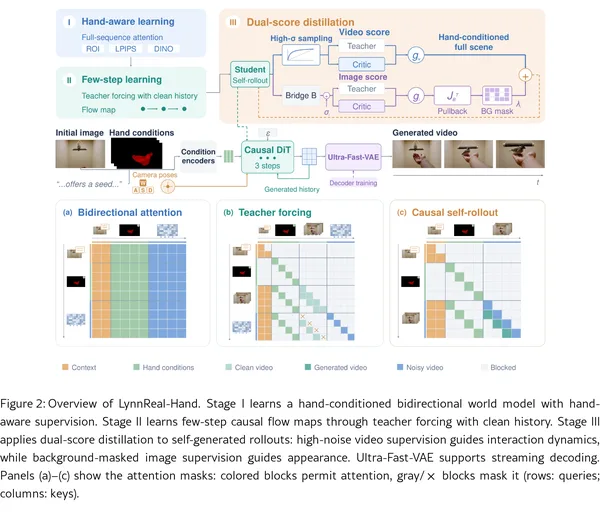 I Hand-aware learning
Full-sequence attention
ROI LPIPS DINO
II Few-step learning
Teacher forcing with clean history
Flow map
III Dual-score distillation
Student
Self-rollout
High-σ sampling
Video score
Teacher
Critic
g
Hand-conditioned
full scene
Bridge B
σ
Image score
Teacher
Critic
g
Pullback
BG mask
λ
+
Initial image
Hand conditions
"...offers a seed..."
Camera poses
W
A S D
Condition
encoders
ε
Causal DiT
3 steps
Generated history
Ultra-Fast-VAE
Decoder training
Generated video
t
(a) Bidirectional attention
(b) Teacher forcing
(c) Causal self-rollout
Context
Hand conditions
Clean video
Generated video
Noisy video
Blocked
Figure 2: Overview of LynnReal-Hand. Stage I learns a hand-conditioned bidirectional world model with hand-
aware supervision. Stage II learns few-step causal flow maps through teacher forcing with clean history. Stage III
applies dual-score distillation to self-generated rollouts: high-noise video supervision guides interaction dynamics,
while background-masked image supervision guides appearance. Ultra-Fast-VAE supports streaming decoding.
Panels (a)–(c) show the attention masks: colored blocks permit attention, gray/× blocks mask it (rows: queries;
columns: keys).